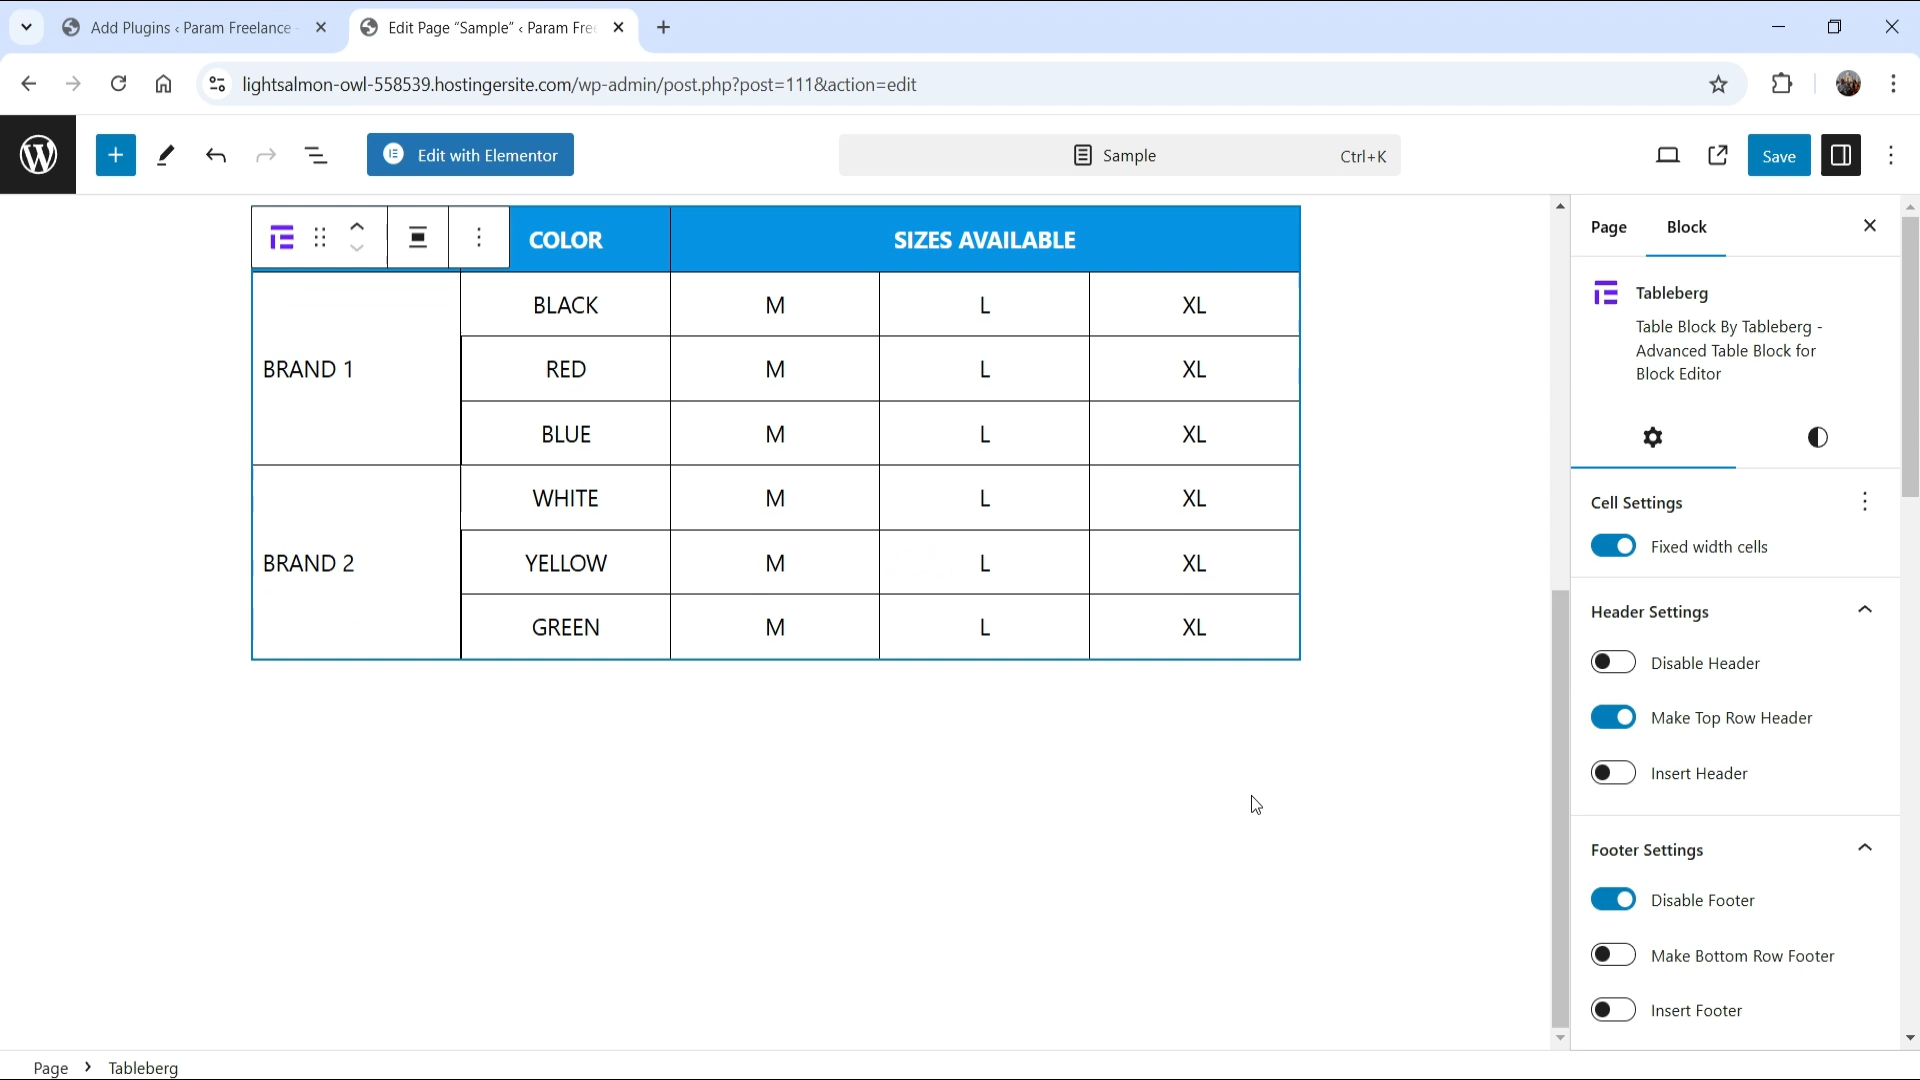 Add Plugins ‹ Param Freelance -
Edit Page “Sample” ‹ Param Free
lightsalmon-owl-558539.hostingersite.com/wp-admin/post.php?post=111&action=edit
Edit with Elementor
Sample
Ctrl+K
Save
COLOR
SIZES AVAILABLE
BRAND 1
BLACK
M
L
XL
RED
M
L
XL
BLUE
M
L
XL
BRAND 2
WHITE
M
L
XL
YELLOW
M
L
XL
GREEN
M
L
XL
Page
Block
Tableberg
Table Block By Tableberg -
Advanced Table Block for
Block Editor
Cell Settings
Fixed width cells
Header Settings
Disable Header
Make Top Row Header
Insert Header
Footer Settings
Disable Footer
Make Bottom Row Footer
Insert Footer
Page › Tableberg